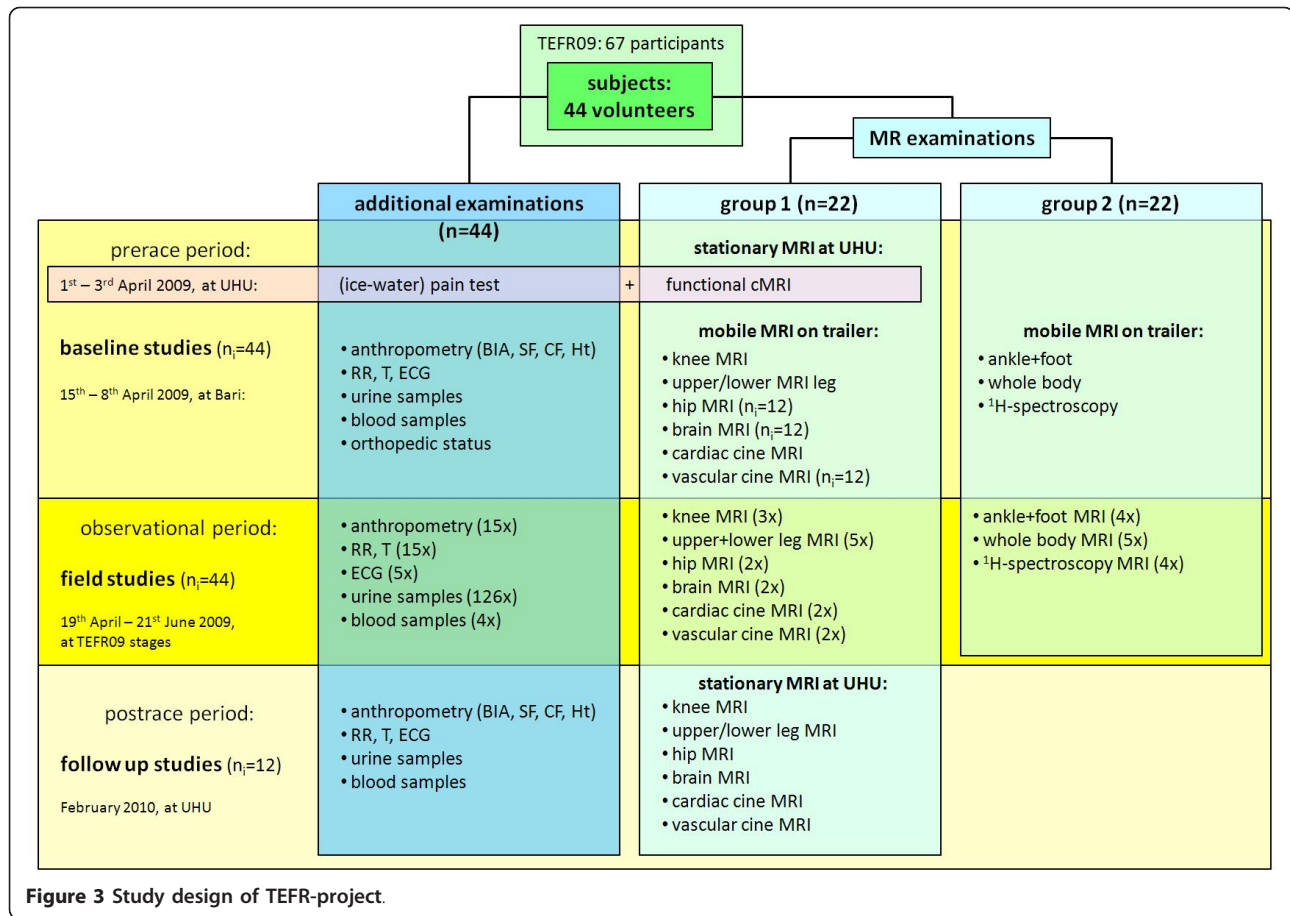 TEFR09: 67 participants
subjects:
44 volunteers
MR examinations
additional examinations
(n=44)
group 1 (n=22)
group 2 (n=22)
prerace period:
stationary MRI at UHU:
1st – 3rd April 2009, at UHU:
(ice-water) pain test
+
functional cMRI
baseline studies (ni=44)
15th – 8th April 2009, at Bari:
• anthropometry (BIA, SF, CF, Ht)
• RR, T, ECG
• urine samples
• blood samples
• orthopedic status
mobile MRI on trailer:
• knee MRI
• upper/lower MRI leg
• hip MRI (ni=12)
• brain MRI (ni=12)
• cardiac cine MRI
• vascular cine MRI (ni=12)
mobile MRI on trailer:
• ankle+foot
• whole body
• 1H-spectroscopy
observational period:
field studies (ni=44)
19th April – 21st June 2009,
at TEFR09 stages
• anthropometry (15x)
• RR, T (15x)
• ECG (5x)
• urine samples (126x)
• blood samples (4x)
• knee MRI (3x)
• upper+lower leg MRI (5x)
• hip MRI (2x)
• brain MRI (2x)
• cardiac cine MRI (2x)
• vascular cine MRI (2x)
• ankle+foot MRI (4x)
• whole body MRI (5x)
• 1H-spectroscopy MRI (4x)
postrace period:
follow up studies (ni=12)
February 2010, at UHU
• anthropometry (BIA, SF, CF, Ht)
• RR, T, ECG
• urine samples
• blood samples
stationary MRI at UHU:
• knee MRI
• upper/lower leg MRI
• hip MRI
• brain MRI
• cardiac cine MRI
• vascular cine MRI
Figure 3 Study design of TEFR-project.